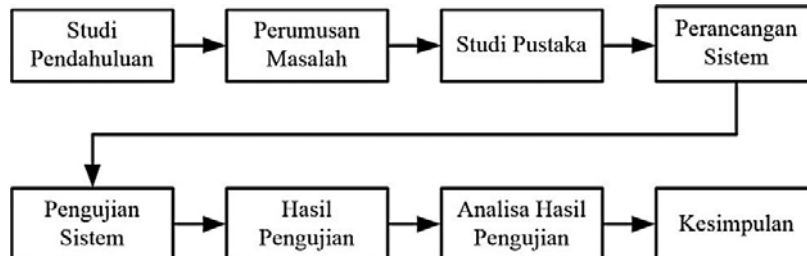 Studi
Pendahuluan
Perumusan
Masalah
Studi Pustaka
Perancangan
Sistem
Pengujian
Sistem
Hasil
Pengujian
Analisa Hasil
Pengujian
Kesimpulan